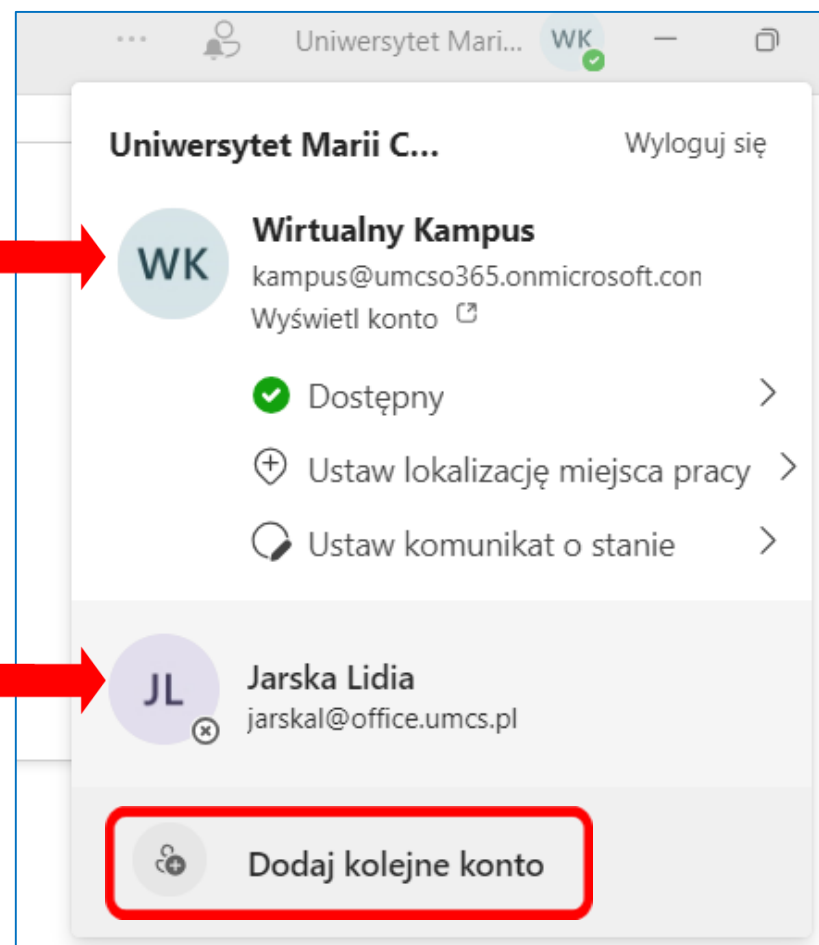 ... Uniwersytet Mari... WK
Uniwersytet Marii C... Wyloguj się
WK Wirtualny Kampus
kampus@umcso365.onmicrosoft.con
Wyświetl konto
Dostępny
Ustaw lokalizację miejsca pracy
Ustaw komunikat o stanie
JL Jarska Lidia
jarskal@office.umcs.pl
Dodaj kolejne konto